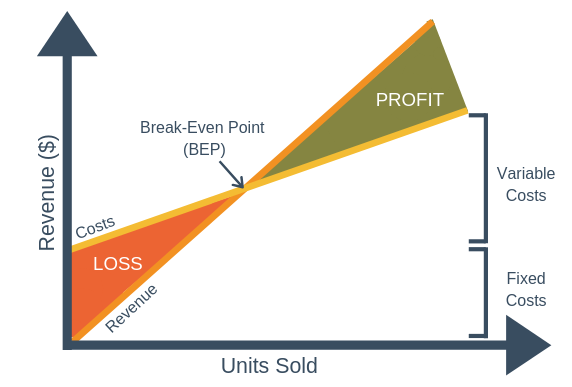 PROFIT
Break-Even Point
(BEP)
Revenue ($)
Costs
LOSS
Revenue
Variable
Costs
Fixed
Costs
Units Sold